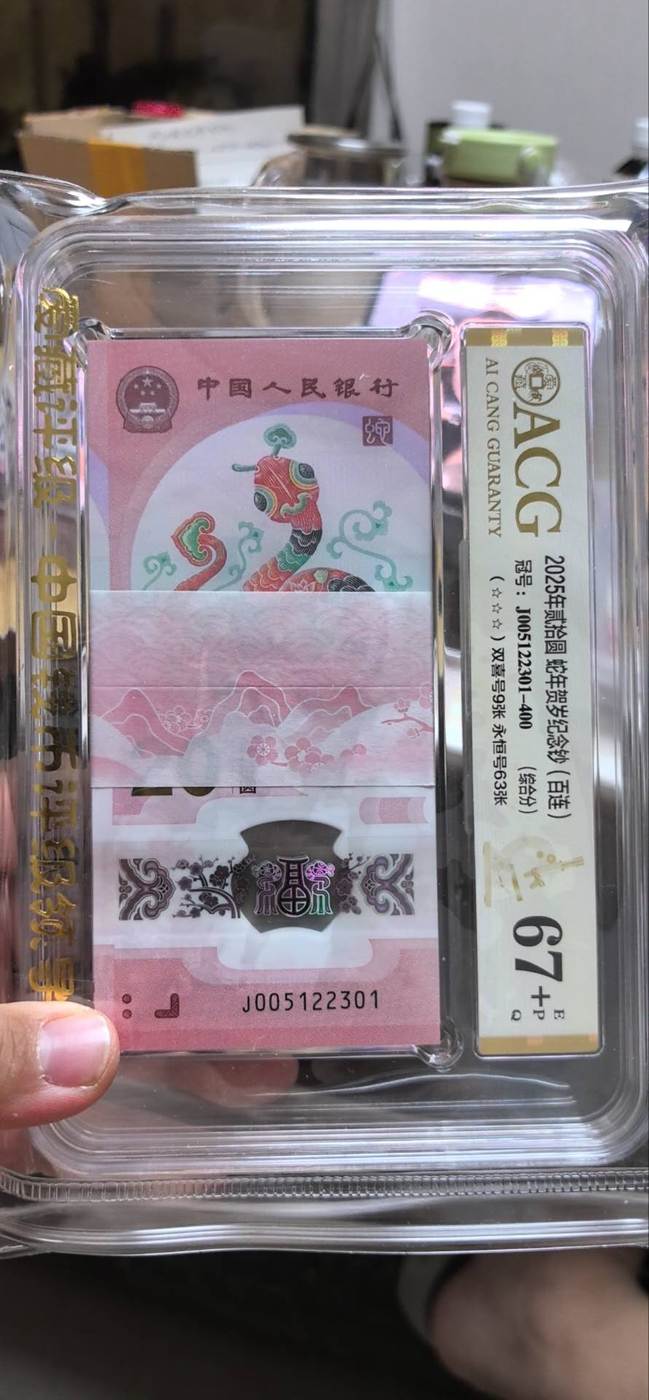 中国人民银行
蛇
J005122301
爱藏评级 中国钱币评级领导
ACG
AI CANG GUARANTY
2025年贰拾圆 蛇年贺岁纪念钞（百连）
冠号：J005122301-400 （综合分）
（☆☆☆）双喜号9张 永恒号63张
67+
E
P
Q